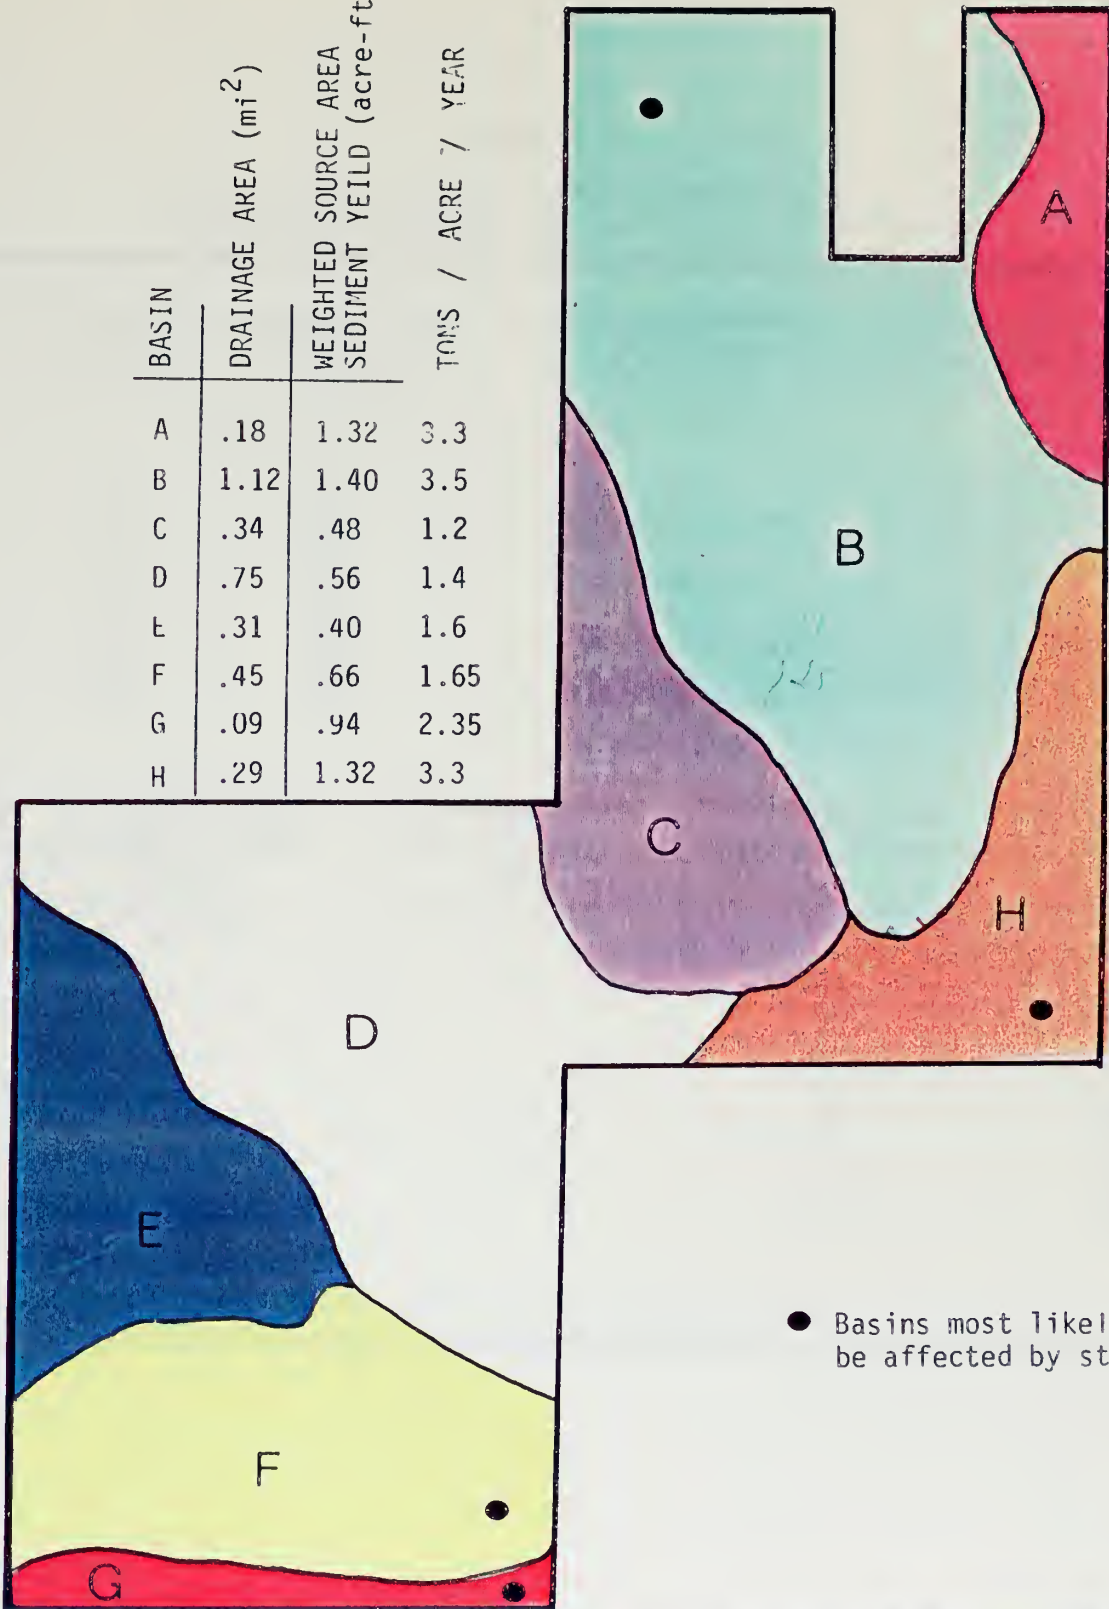 BASIN
DRAINAGE AREA (mi²)
WEIGHTED SOURCE AREA
SEDIMENT YEILD (acre-ft
TONS / ACRE / YEAR
A .18 1.32 3.3
B 1.12 1.40 3.5
C .34 .48 1.2
D .75 .56 1.4
E .31 .40 1.6
F .45 .66 1.65
G .09 .94 2.35
H .29 1.32 3.3
A
B
C
H
D
E
F
G
Basins most likel
be affected by st